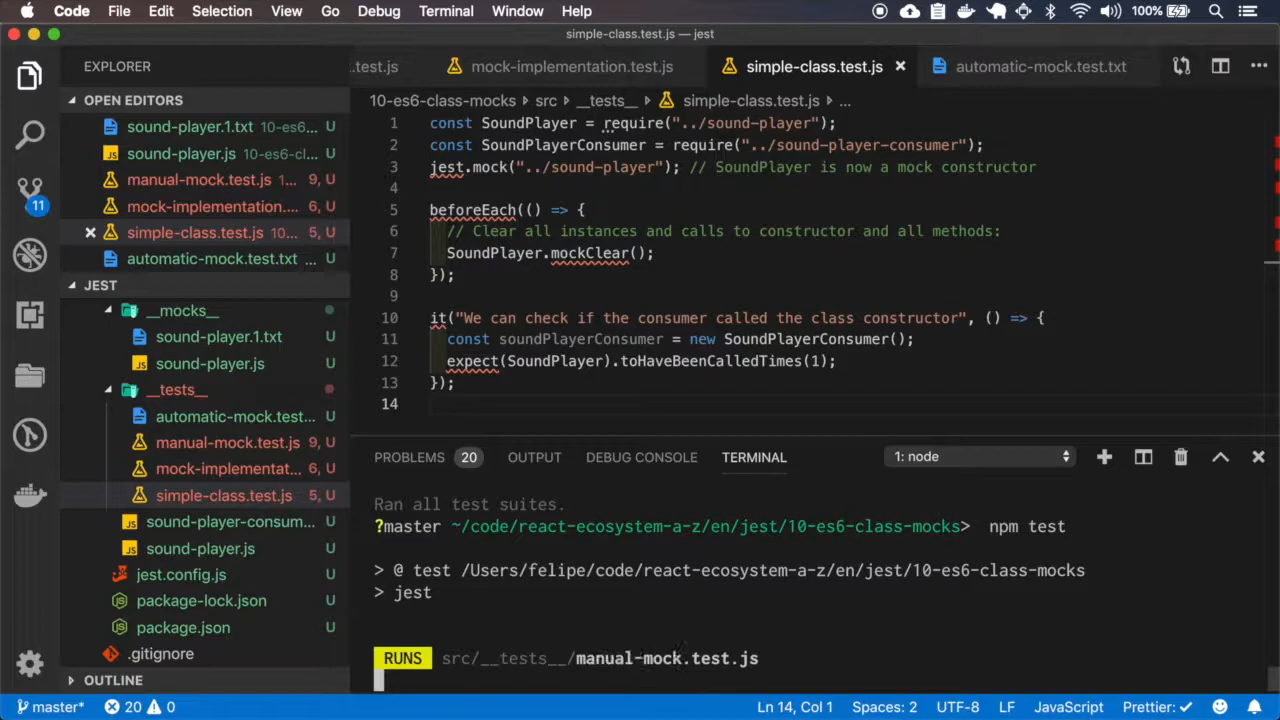 Code File Edit Selection View Go Debug Terminal Window Help 100%
simple-class.test.js — jest
EXPLORER
.test.js mock-implementation.test.js simple-class.test.js automatic-mock.test.txt
OPEN EDITORS
sound-player.1.txt 10-es6... U
sound-player.js 10-es6-cl... U
manual-mock.test.js 1... 9, U
mock-implementation.... 6, U
simple-class.test.js 10... 5, U
automatic-mock.test.txt ... U
JEST
__mocks__
sound-player.1.txt U
sound-player.js U
__tests__
automatic-mock.test... U
manual-mock.test.js 9, U
mock-implementat... 6, U
simple-class.test.js 5, U
sound-player-consum... U
sound-player.js U
jest.config.js U
package-lock.json U
package.json U
.gitignore
OUTLINE
11
10-es6-class-mocks src __tests__ simple-class.test.js ...
1 const SoundPlayer = require("../sound-player");
2 const SoundPlayerConsumer = require("../sound-player-consumer");
3 jest.mock("../sound-player"); // SoundPlayer is now a mock constructor
4
5 beforeEach(() => {
6 // Clear all instances and calls to constructor and all methods:
7 SoundPlayer.mockClear();
8 });
9
10 it("We can check if the consumer called the class constructor", () => {
11 const soundPlayerConsumer = new SoundPlayerConsumer();
12 expect(SoundPlayer).toHaveBeenCalledTimes(1);
13 });
14
PROBLEMS 20 OUTPUT DEBUG CONSOLE TERMINAL 1: node
Ran all test suites.
?master ~/code/react-ecosystem-a-z/en/jest/10-es6-class-mocks> npm test
> @ test /Users/felipe/code/react-ecosystem-a-z/en/jest/10-es6-class-mocks
> jest
RUNS src/__tests__/manual-mock.test.js
master* 20 0 Ln 14, Col 1 Spaces: 2 UTF-8 LF JavaScript Prettier: ✓